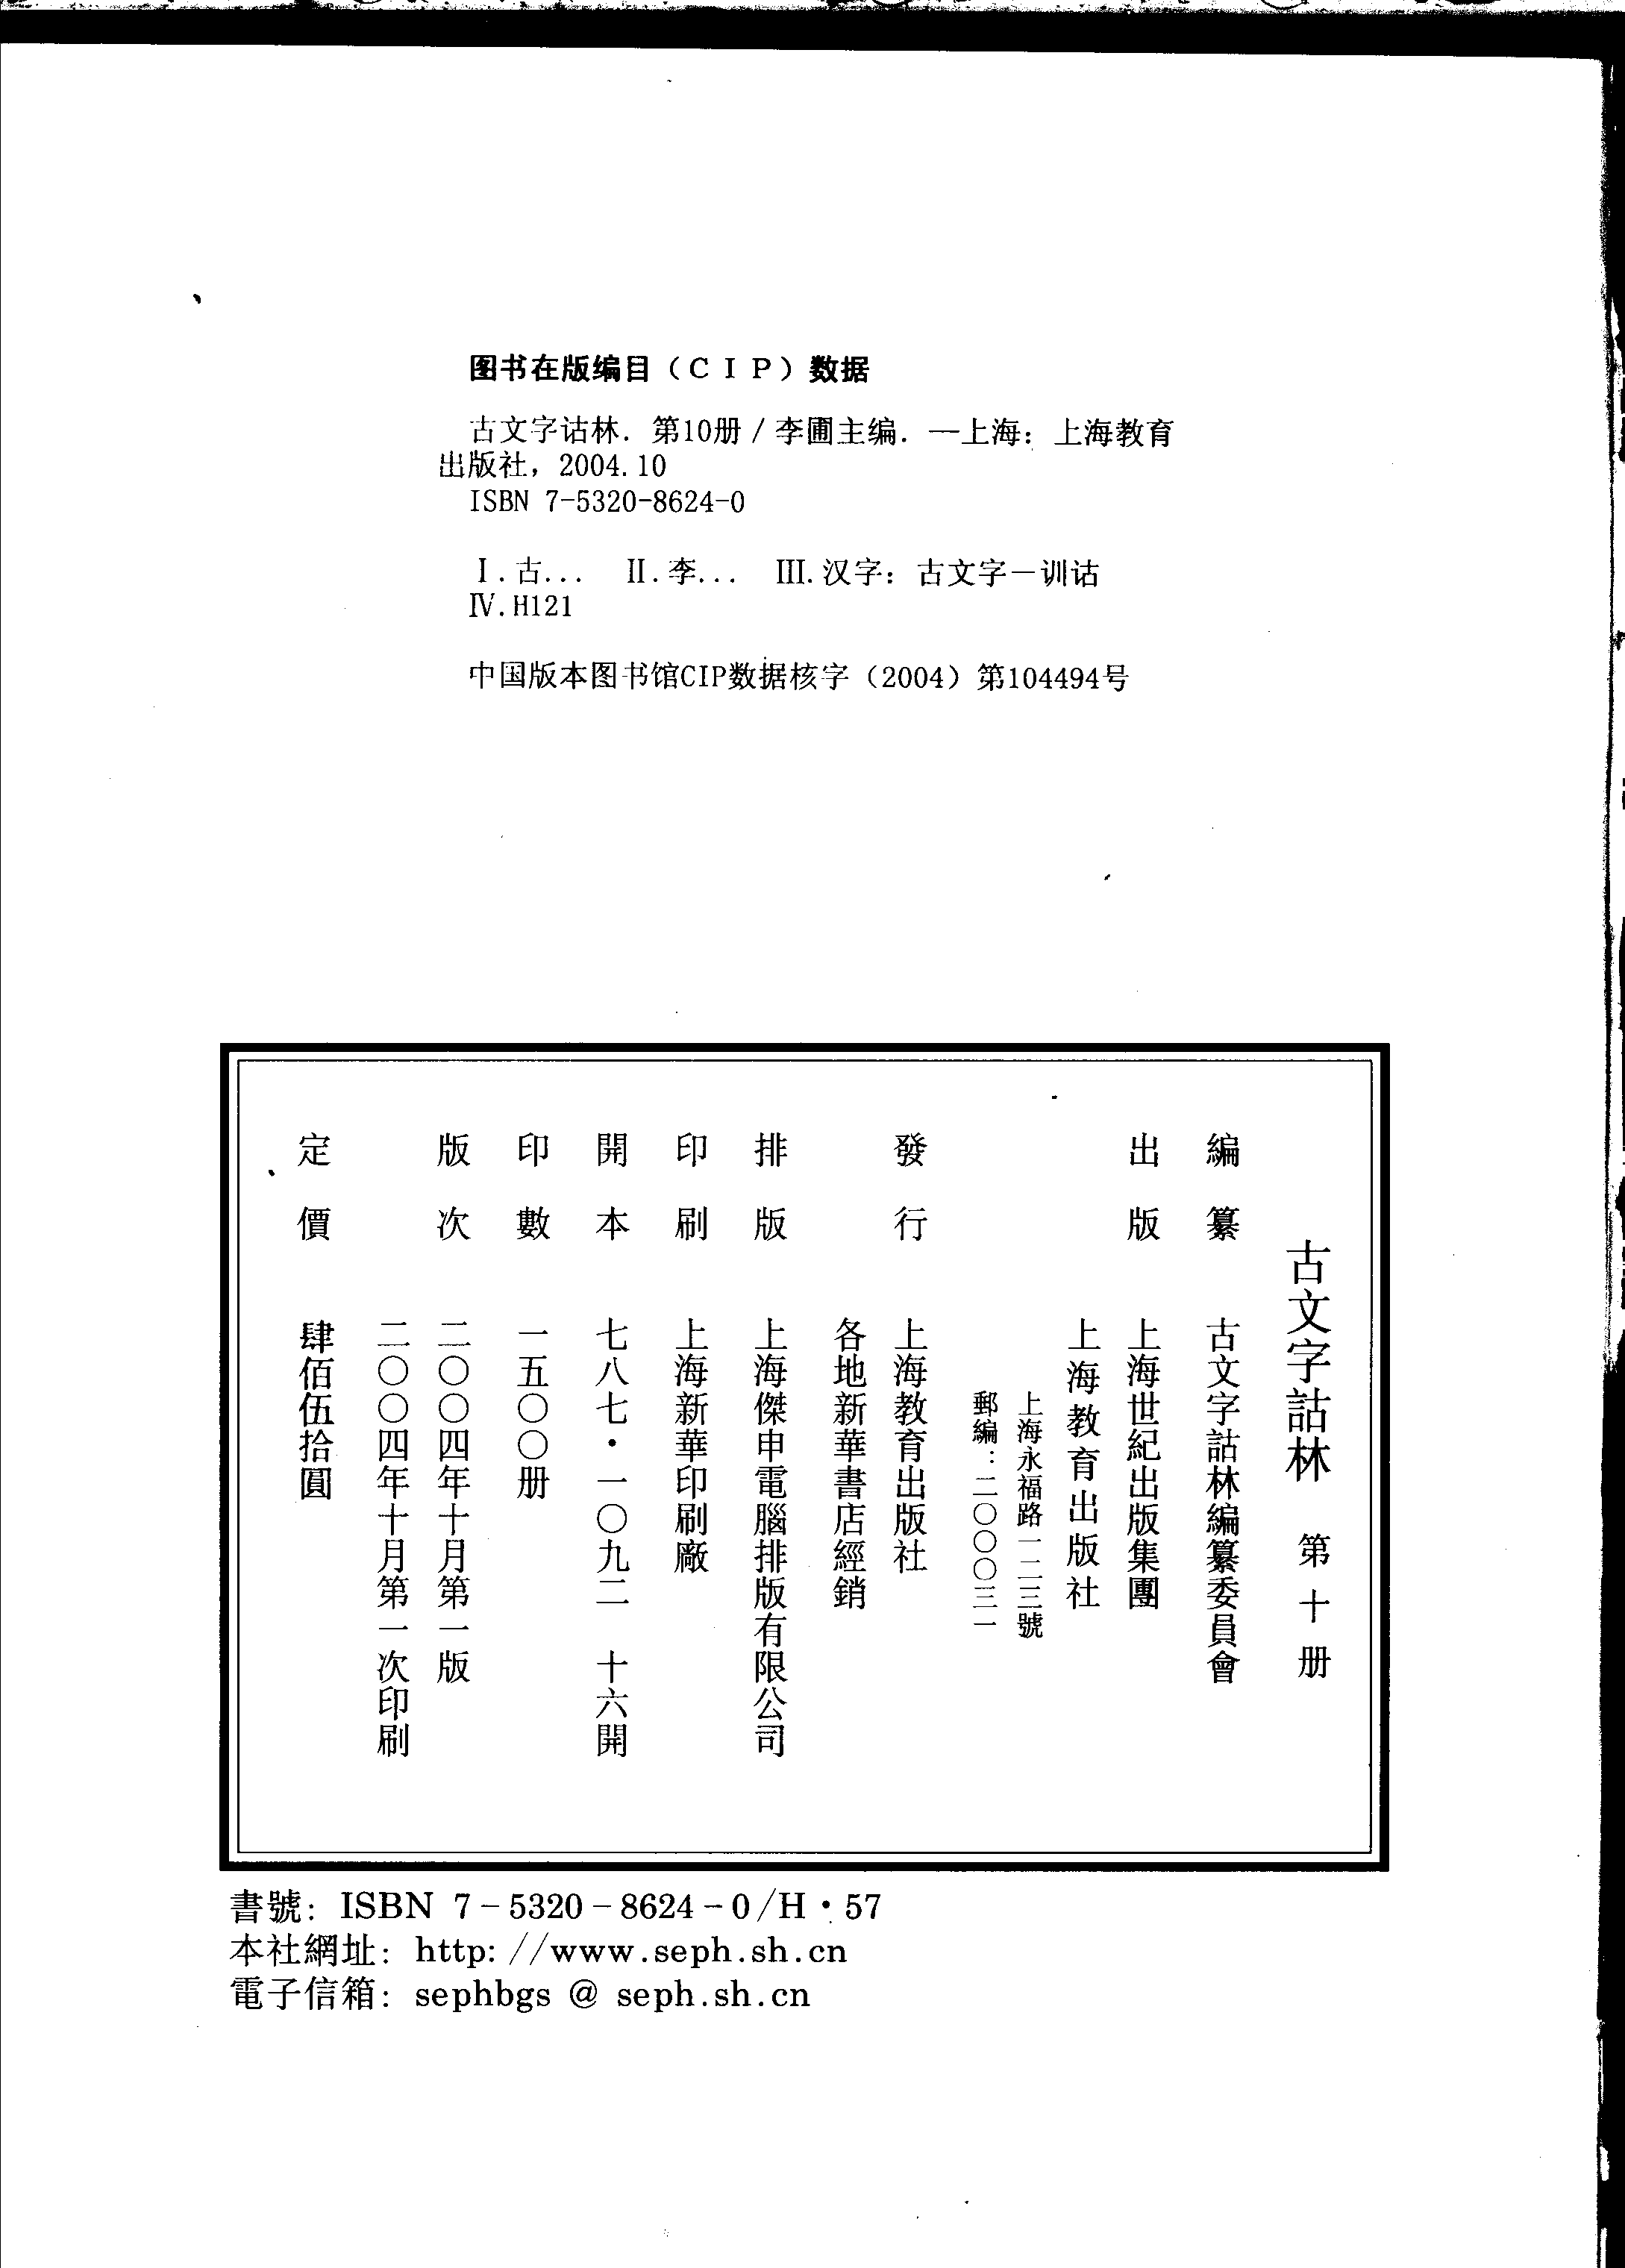 图书在版编目（ＣＩＰ）数据
古文字诂林．第10册／李圃主编．—上海：上海教育
出版社，2004.10
ISBN 7-5320-8624-0
Ⅰ.古... Ⅱ.李... Ⅲ.汉字：古文字－训诂
Ⅳ.H121
中国版本图书馆CIP数据核字（2004）第104494号
古文字詁林 第十册
編纂 古文字詁林編纂委員會
出版 上海世紀出版集團
上海教育出版社
上海永福路一二三號
郵編：二〇〇〇三一
發行 上海教育出版社
各地新華書店經銷
排版 上海傑申電腦排版有限公司
印刷 上海新華印刷廠
開本 七八七·一〇九二 十六開
印數 一五〇〇册
版次 二〇〇四年十月第一版
二〇〇四年十月第一次印刷
定價 肆佰伍拾圓
書號：ISBN 7－5320－8624－0/H·57
本社網址：http://www.seph.sh.cn
電子信箱：sephbgs @ seph.sh.cn